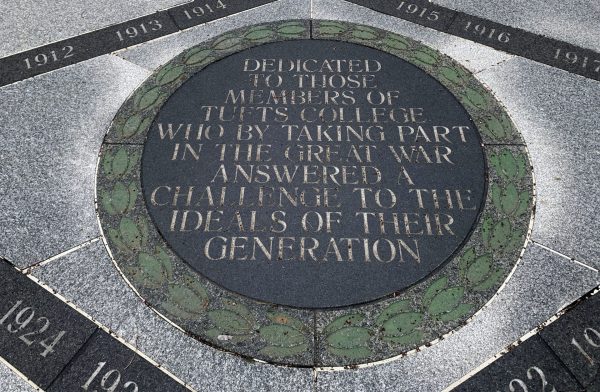 1912 1913 1914
1915 1916 1917
DEDICATED
TO THOSE
MEMBERS OF
TUFTS COLLEGE
WHO BY TAKING PART
IN THE GREAT WAR
ANSWERED A
CHALLENGE TO THE
IDEALS OF THEIR
GENERATION
1924